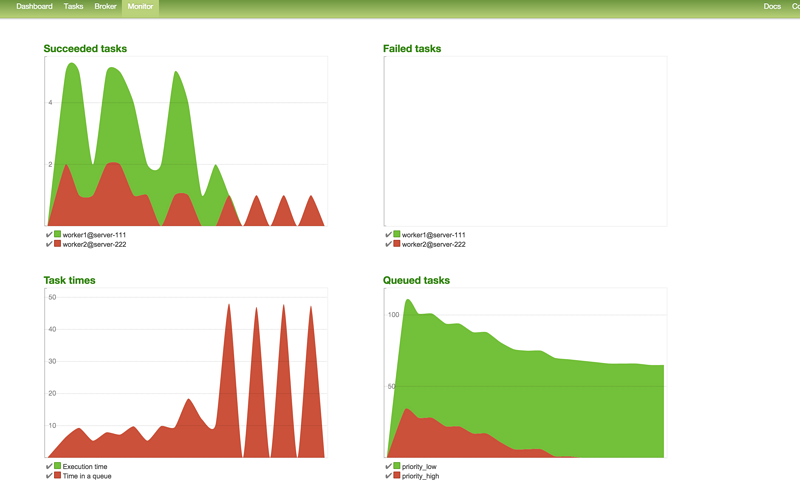 Dashboard Tasks Broker Monitor Docs
Succeeded tasks
4
2
✔ worker1@server-111
✔ worker2@server-222
Failed tasks
✔ worker1@server-111
✔ worker2@server-222
Task times
50
40
30
20
10
✔ Execution time
✔ Time in a queue
Queued tasks
100
50
✔ priority_low
✔ priority_high